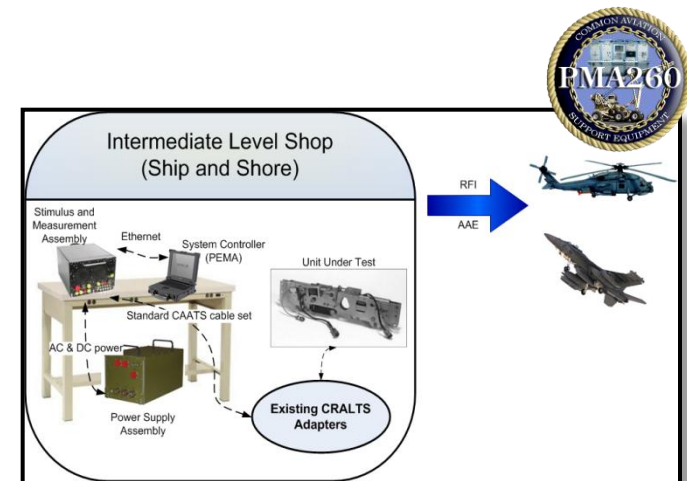 COMMON AVIATION
PMA260
SUPPORT EQUIPMENT
Intermediate Level Shop
(Ship and Shore)
RFI
AAE
Stimulus and
Measurement
Assembly
Ethernet
System Controller
(PEMA)
Unit Under Test
Standard CAATS cable set
AC & DC power
Power Supply
Assembly
Existing CRALTS
Adapters